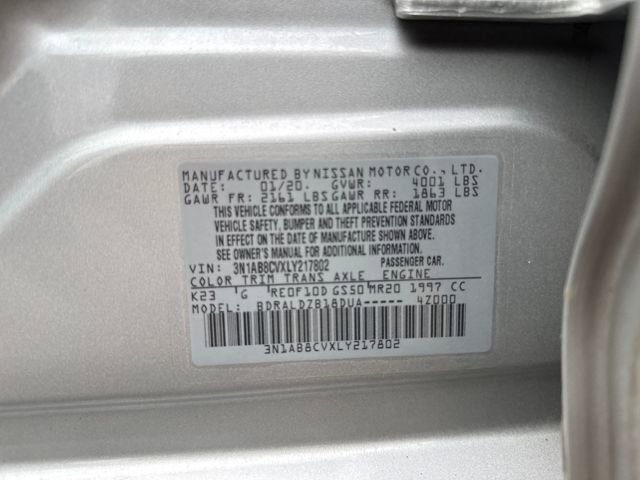 MANUFACTURED BY NISSAN MOTOR CO., LTD.
DATE: 01/20. GVWR: 4001 LBS
GAWR FR: 2161 LBS GAWR RR: 1863 LBS
THIS VEHICLE CONFORMS TO ALL APPLICABLE FEDERAL MOTOR
VEHICLE SAFETY, BUMPER AND THEFT PREVENTION STANDARDS
IN EFFECT ON THE DATE OF MANUFACTURE SHOWN ABOVE.
SEE OWNER'S MANUAL FOR ADDITIONAL INFORMATION.
VIN: 3N1AB8CVXLY217802 PASSENGER CAR.
COLOR TRIM TRANS AXLE ENGINE
K23 G RE0F10D GS50 MR20 1997 CC
MODEL: BDRALDZB18DUA----- 4Z000
3N1AB8CVXLY217802